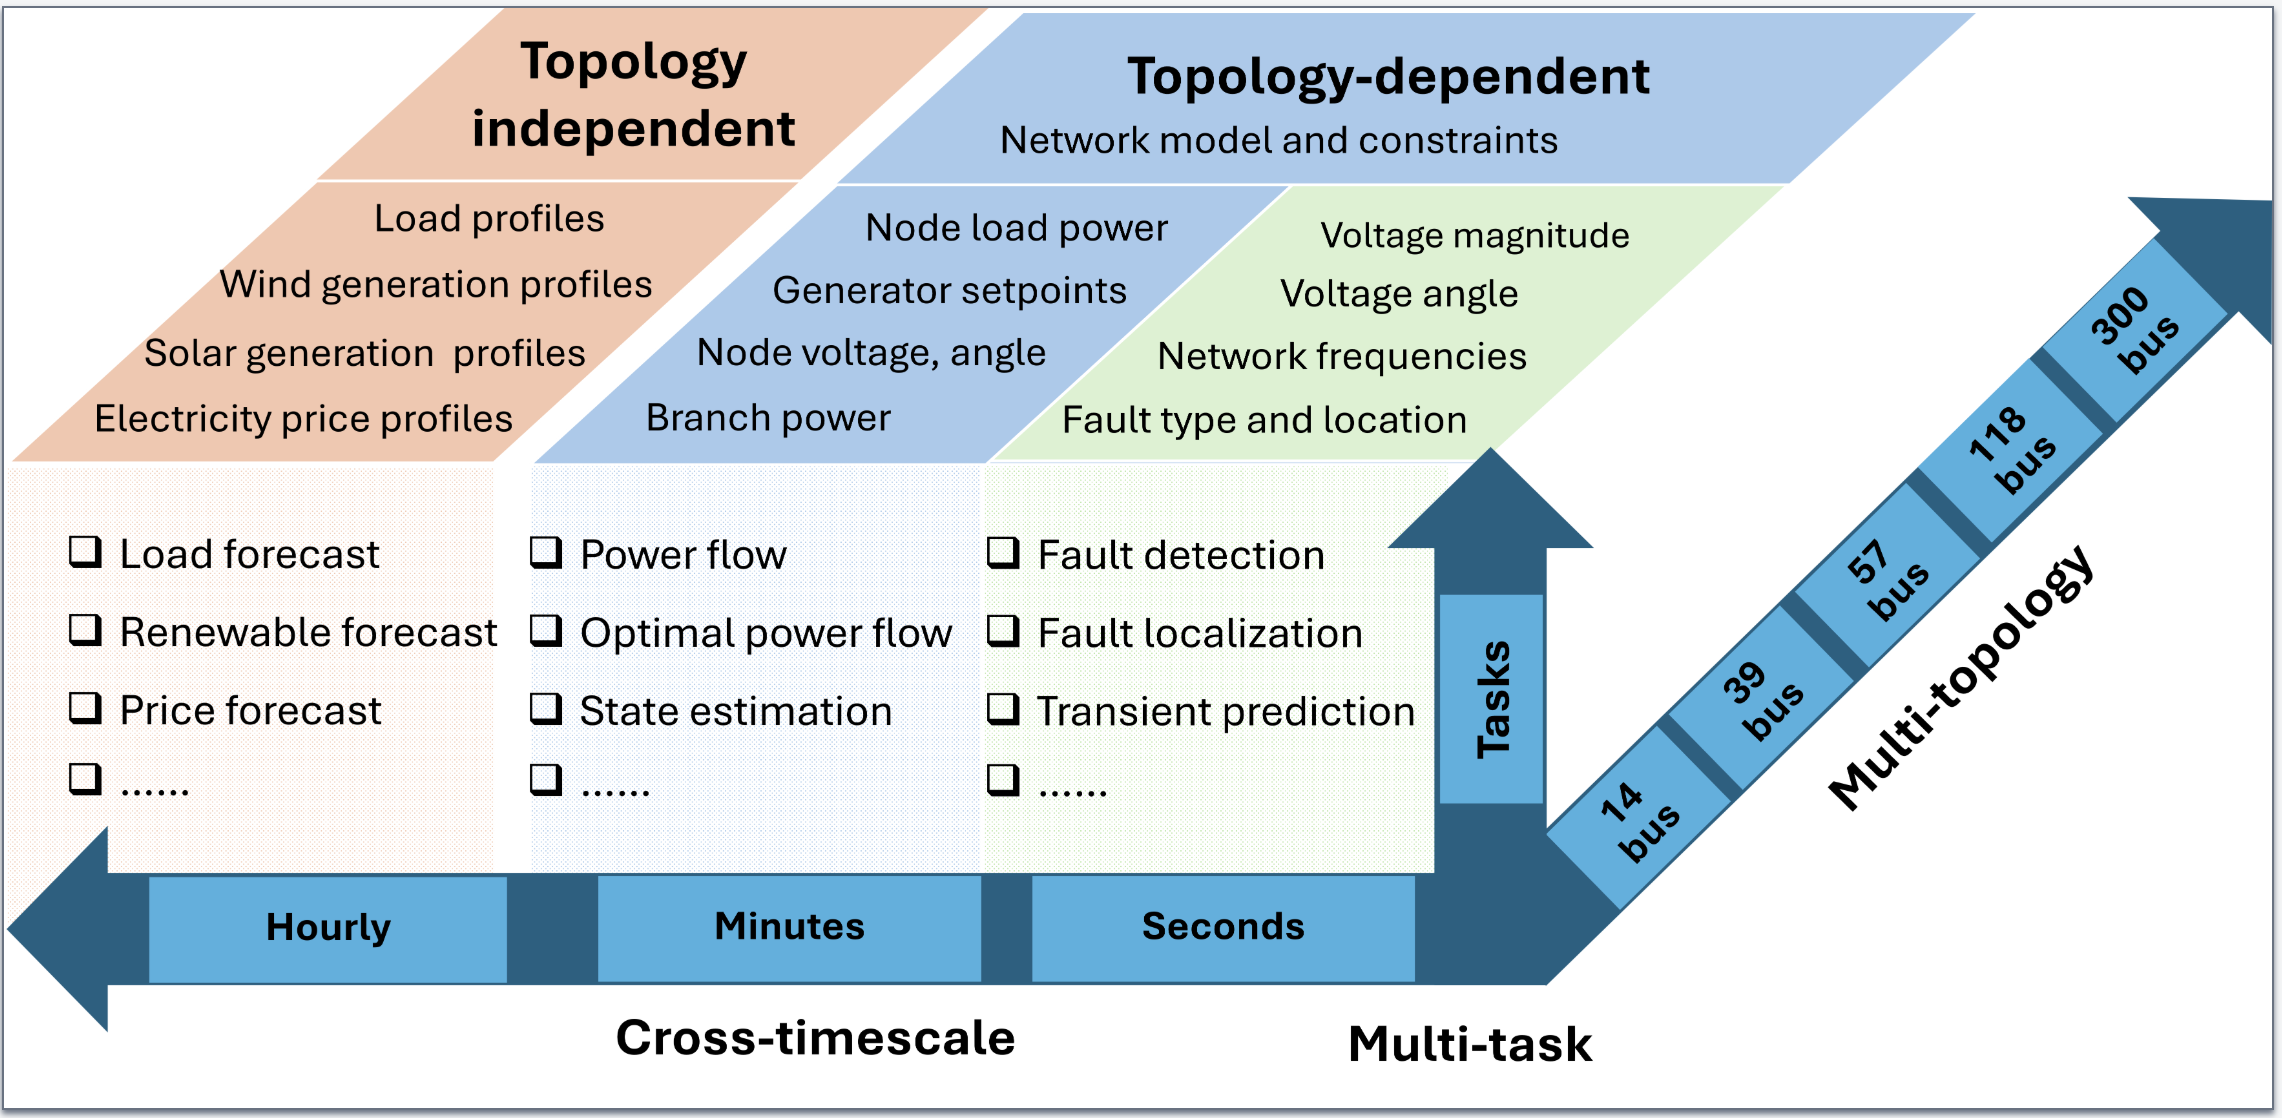 Topology
independent
Topology-dependent
Network model and constraints
Load profiles
Wind generation profiles
Solar generation profiles
Electricity price profiles
Node load power
Generator setpoints
Node voltage, angle
Branch power
Voltage magnitude
Voltage angle
Network frequencies
Fault type and location
❑ Load forecast
❑ Renewable forecast
❑ Price forecast
❑ ......
❑ Power flow
❑ Optimal power flow
❑ State estimation
❑ ......
❑ Fault detection
❑ Fault localization
❑ Transient prediction
❑ ......
Tasks
14
bus
39
bus
57
bus
118
bus
300
bus
Multi-topology
Hourly
Minutes
Seconds
Cross-timescale
Multi-task